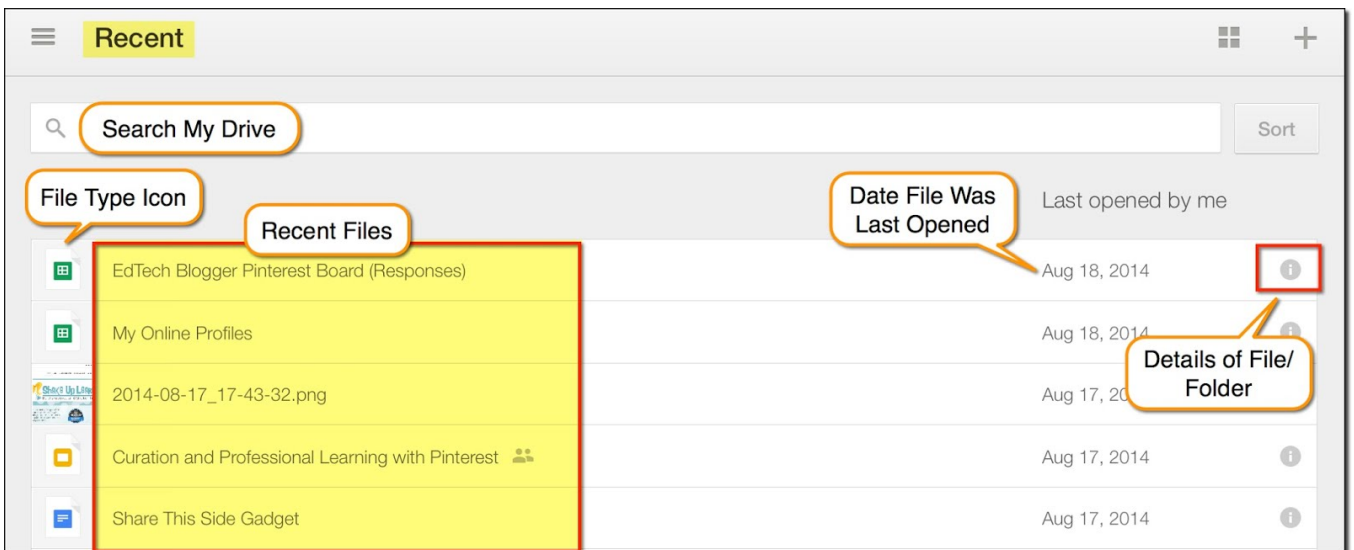 Recent
Search My Drive
Sort
File Type Icon
Recent Files
Date File Was
Last Opened
Last opened by me
EdTech Blogger Pinterest Board (Responses)
Aug 18, 2014
My Online Profiles
Aug 18, 2014
Details of File/
Folder
2014-08-17_17-43-32.png
Aug 17, 20
Curation and Professional Learning with Pinterest
Aug 17, 2014
Share This Side Gadget
Aug 17, 2014